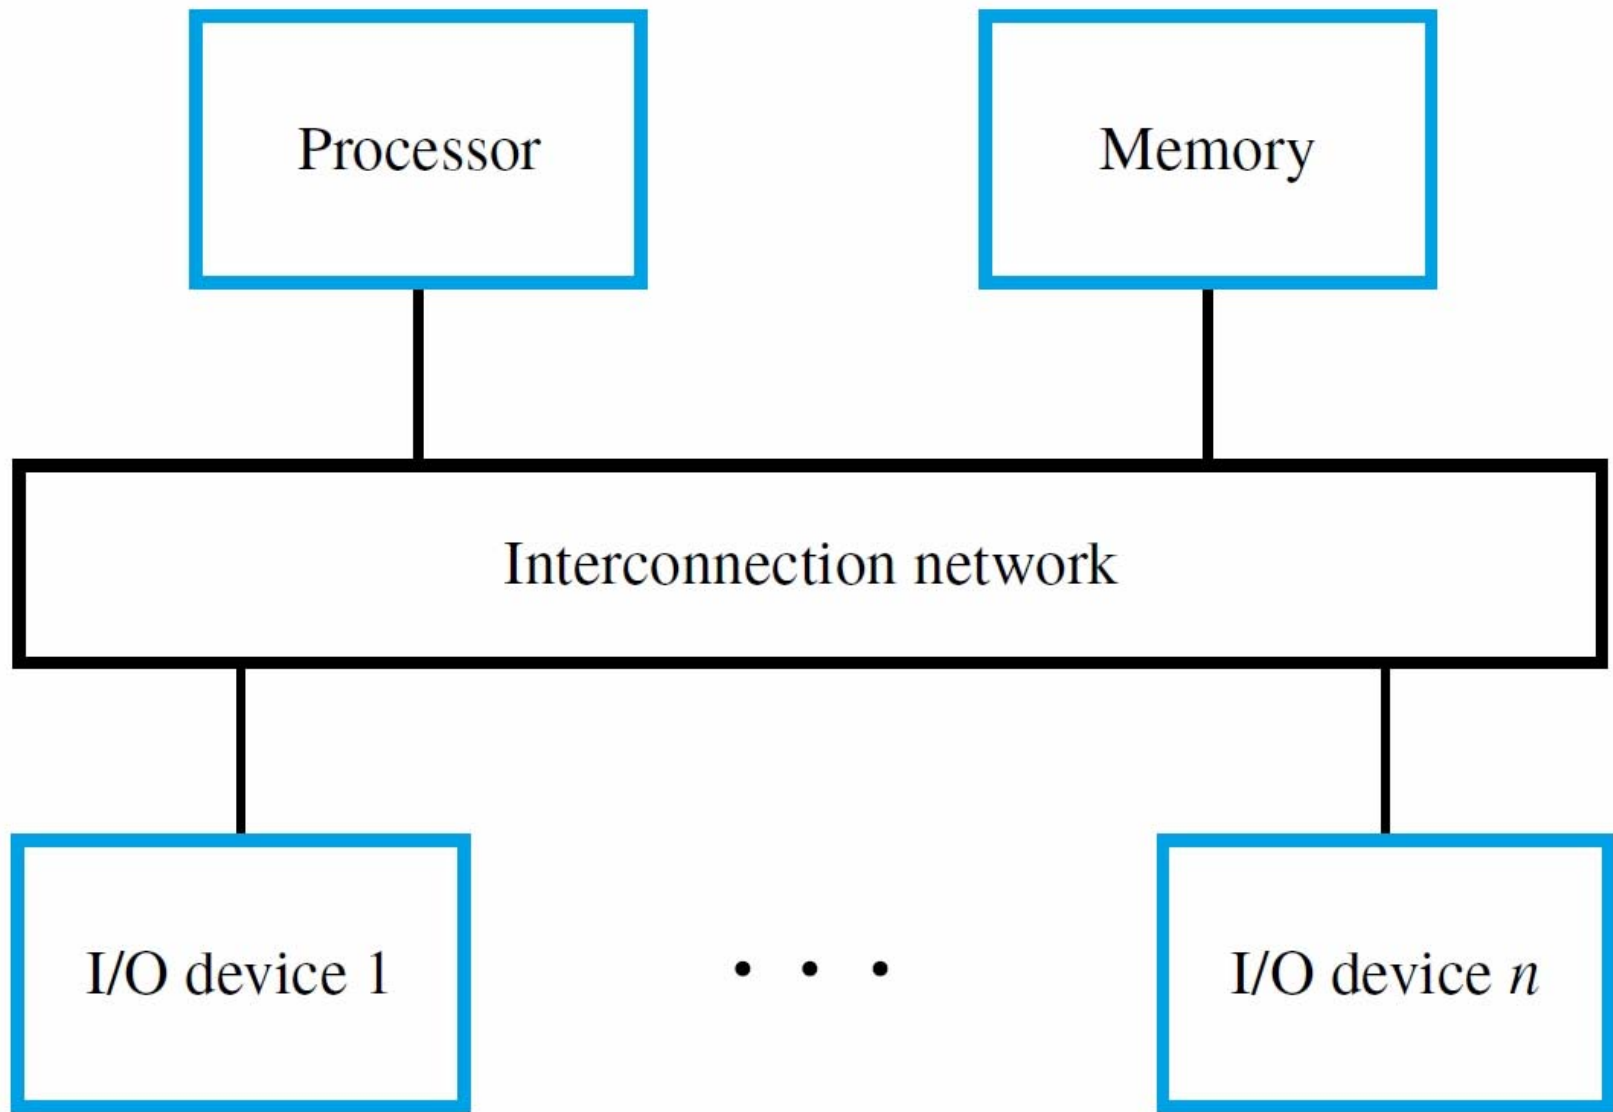 Processor
Memory
Interconnection network
I/O device 1
. . .
I/O device n